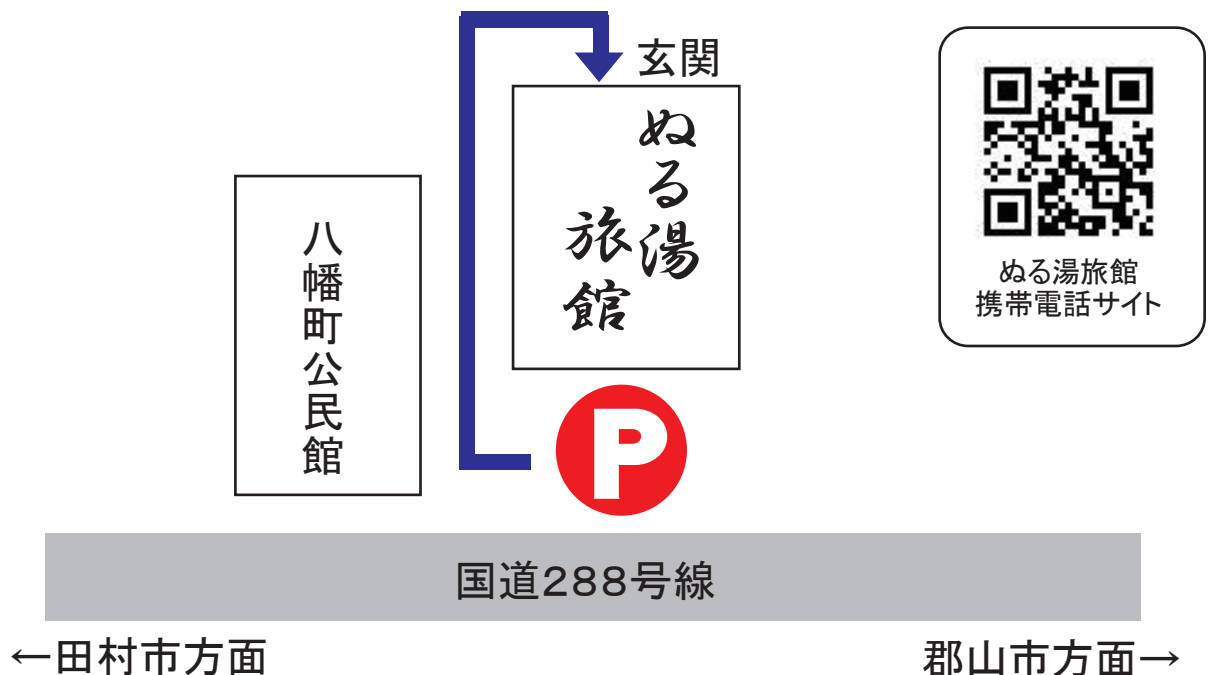 玄関
ぬる湯
旅館
八幡町公民館
P
ぬる湯旅館
携帯電話サイト
国道288号線
←田村市方面
郡山市方面→